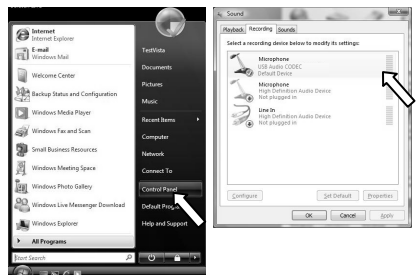 Internet
Internet Explorer
E-mail
Windows Mail
Welcome Center
Backup Status and Configuration
Windows Media Player
Windows Fax and Scan
Small Business Resources
Windows Meeting Space
Windows Photo Gallery
Windows Live Messenger Download
Windows Explorer
All Programs
Start Search
TestVista
Documents
Pictures
Music
Recent Items
Computer
Network
Connect To
Control Panel
Default Progra
Help and Support
Sound
Playback Recording Sounds
Select a recording device below to modify its settings:
Microphone
USB Audio CODEC
Default Device
Microphone
High Definition Audio Device
Not plugged in
Line In
High Definition Audio Device
Not plugged in
Configure Set Default Properties
OK Cancel Apply